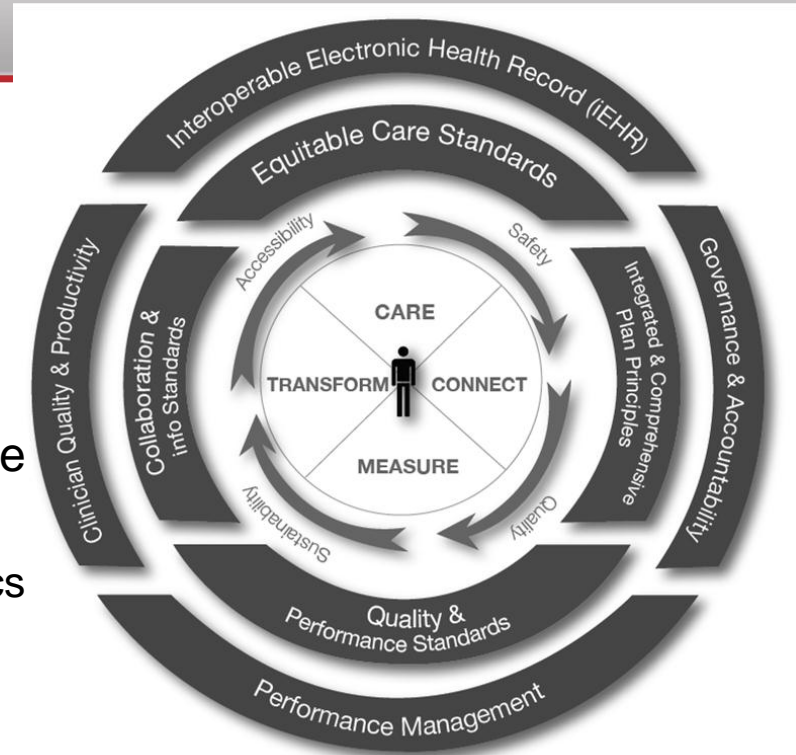 Interoperable Electronic Health Record (iEHR)
Equitable Care Standards
Accessibility
Safety
Clinician Quality & Productivity
Collaboration &
info Standards
CARE
TRANSFORM
CONNECT
MEASURE
Integrated & Comprehensive
Plan Principles
Governance & Accountability
e
cs
Sustainability
Quality
Quality &
Performance Standards
Performance Management